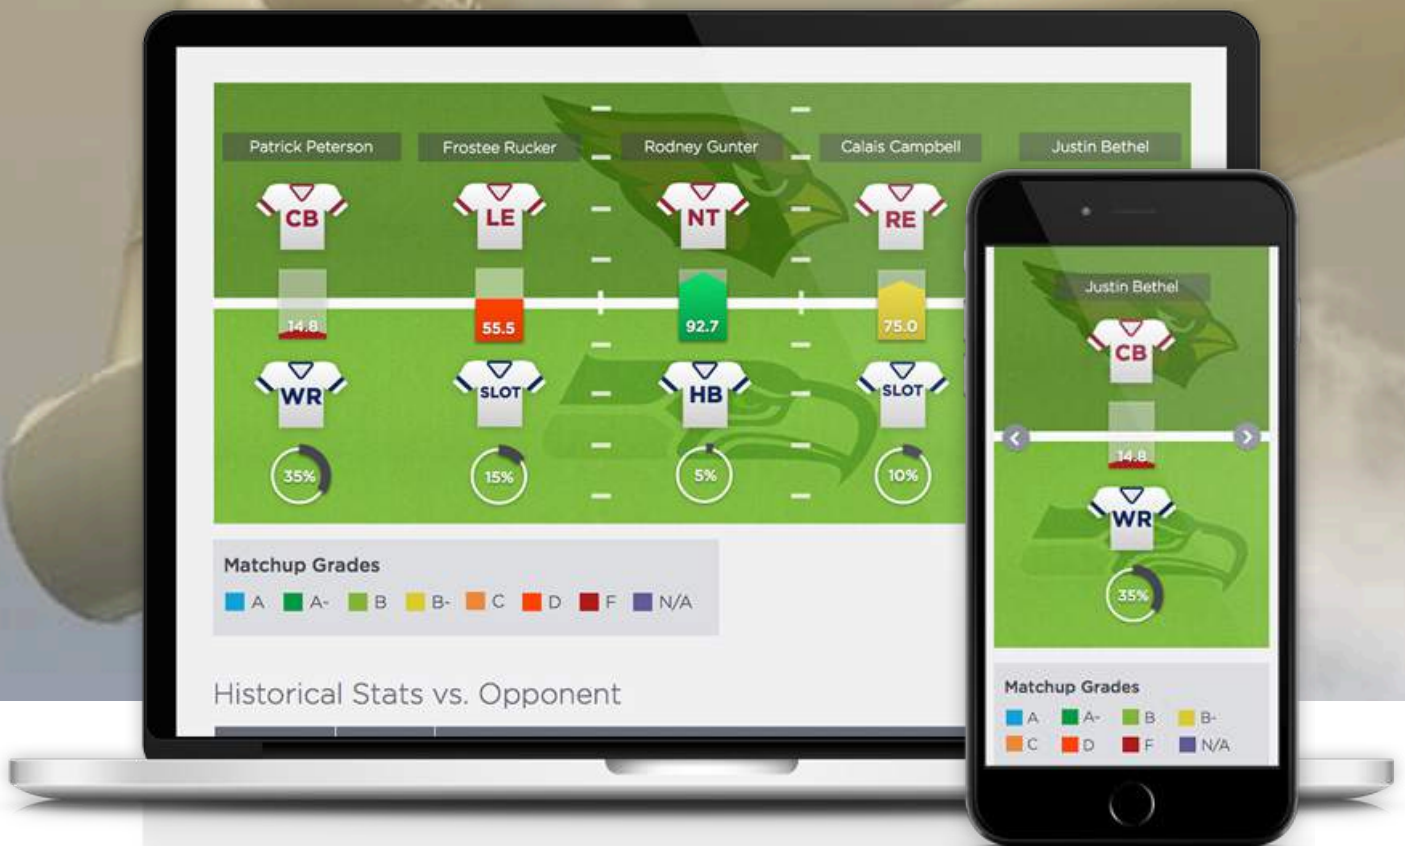 Patrick Peterson Frostee Rucker Rodney Gunter Calais Campbell Justin Bethel
CB LE NT RE
14.8 55.5 92.7 75.0
WR SLOT HB SLOT
35% 15% 5% 10%
Matchup Grades
A A- B B- C D F N/A
Historical Stats vs. Opponent
Justin Bethel
CB
14.8
WR
35%
Matchup Grades
A A- B B-
C D F N/A